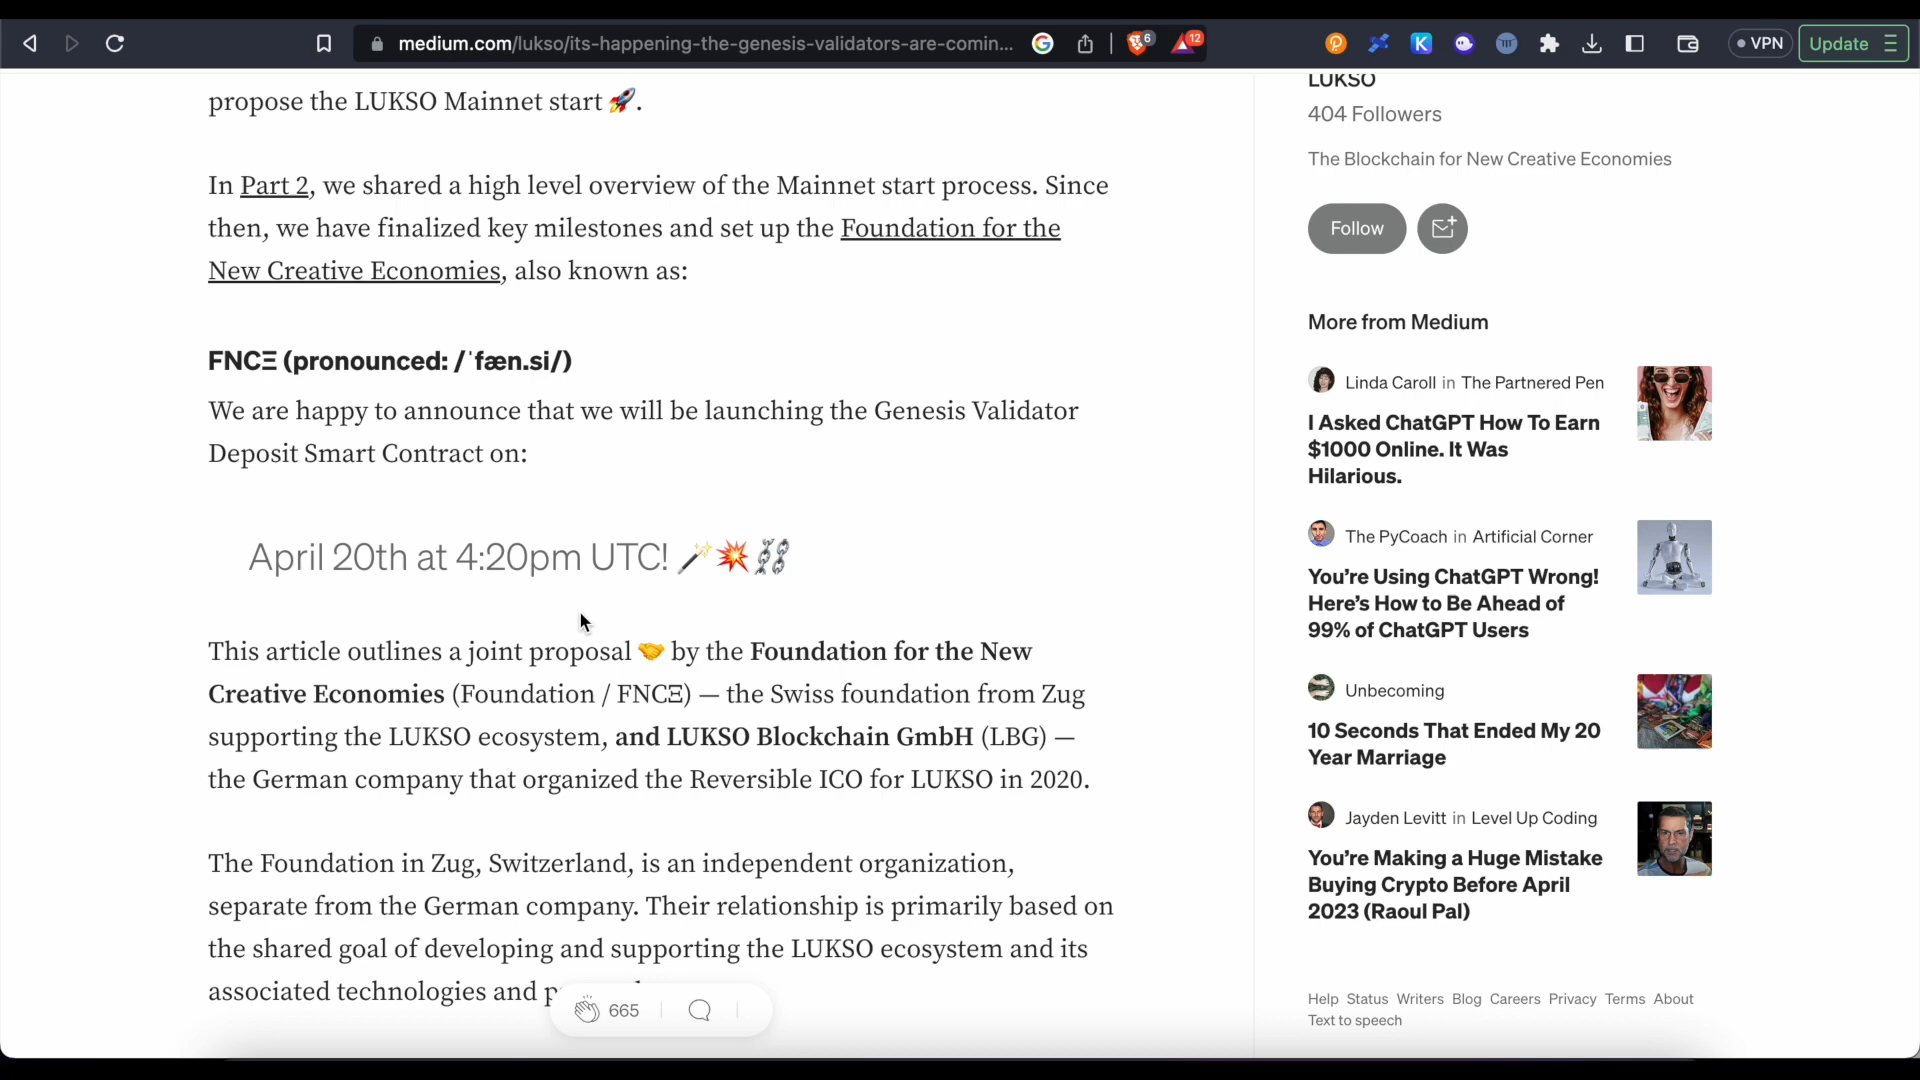 medium.com/lukso/its-happening-the-genesis-validators-are-comin...
6
12
VPN
Update
propose the LUKSO Mainnet start 🚀.
In Part 2, we shared a high level overview of the Mainnet start process. Since
then, we have finalized key milestones and set up the Foundation for the
New Creative Economies, also known as:
FNCΞ (pronounced: /ˈfæn.si/)
We are happy to announce that we will be launching the Genesis Validator
Deposit Smart Contract on:
April 20th at 4:20pm UTC! 🪄💥⛓️
This article outlines a joint proposal 🤝 by the Foundation for the New
Creative Economies (Foundation / FNCΞ) — the Swiss foundation from Zug
supporting the LUKSO ecosystem, and LUKSO Blockchain GmbH (LBG) —
the German company that organized the Reversible ICO for LUKSO in 2020.
The Foundation in Zug, Switzerland, is an independent organization,
separate from the German company. Their relationship is primarily based on
the shared goal of developing and supporting the LUKSO ecosystem and its
associated technologies and
665
LUKSO
404 Followers
The Blockchain for New Creative Economies
Follow
More from Medium
Linda Caroll in The Partnered Pen
I Asked ChatGPT How To Earn
$1000 Online. It Was
Hilarious.
The PyCoach in Artificial Corner
You're Using ChatGPT Wrong!
Here's How to Be Ahead of
99% of ChatGPT Users
Unbecoming
10 Seconds That Ended My 20
Year Marriage
Jayden Levitt in Level Up Coding
You're Making a Huge Mistake
Buying Crypto Before April
2023 (Raoul Pal)
Help Status Writers Blog Careers Privacy Terms About
Text to speech